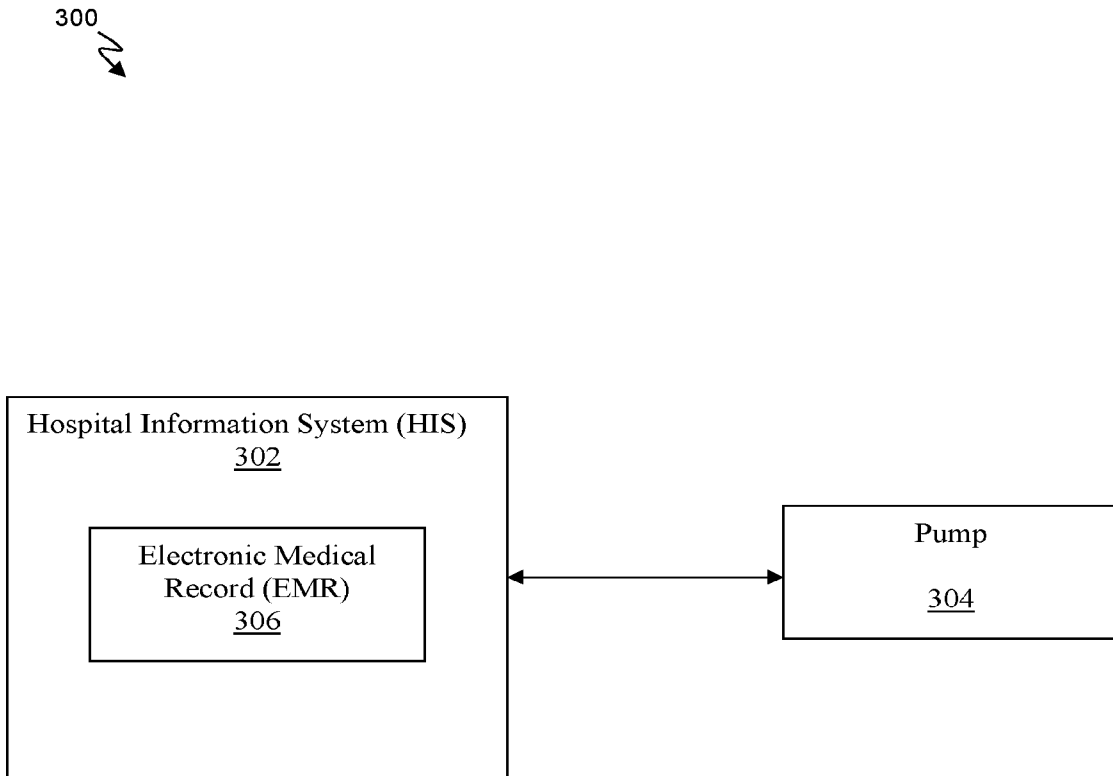 300
Hospital Information System (HIS)
302
Electronic Medical
Record (EMR)
306
Pump
304